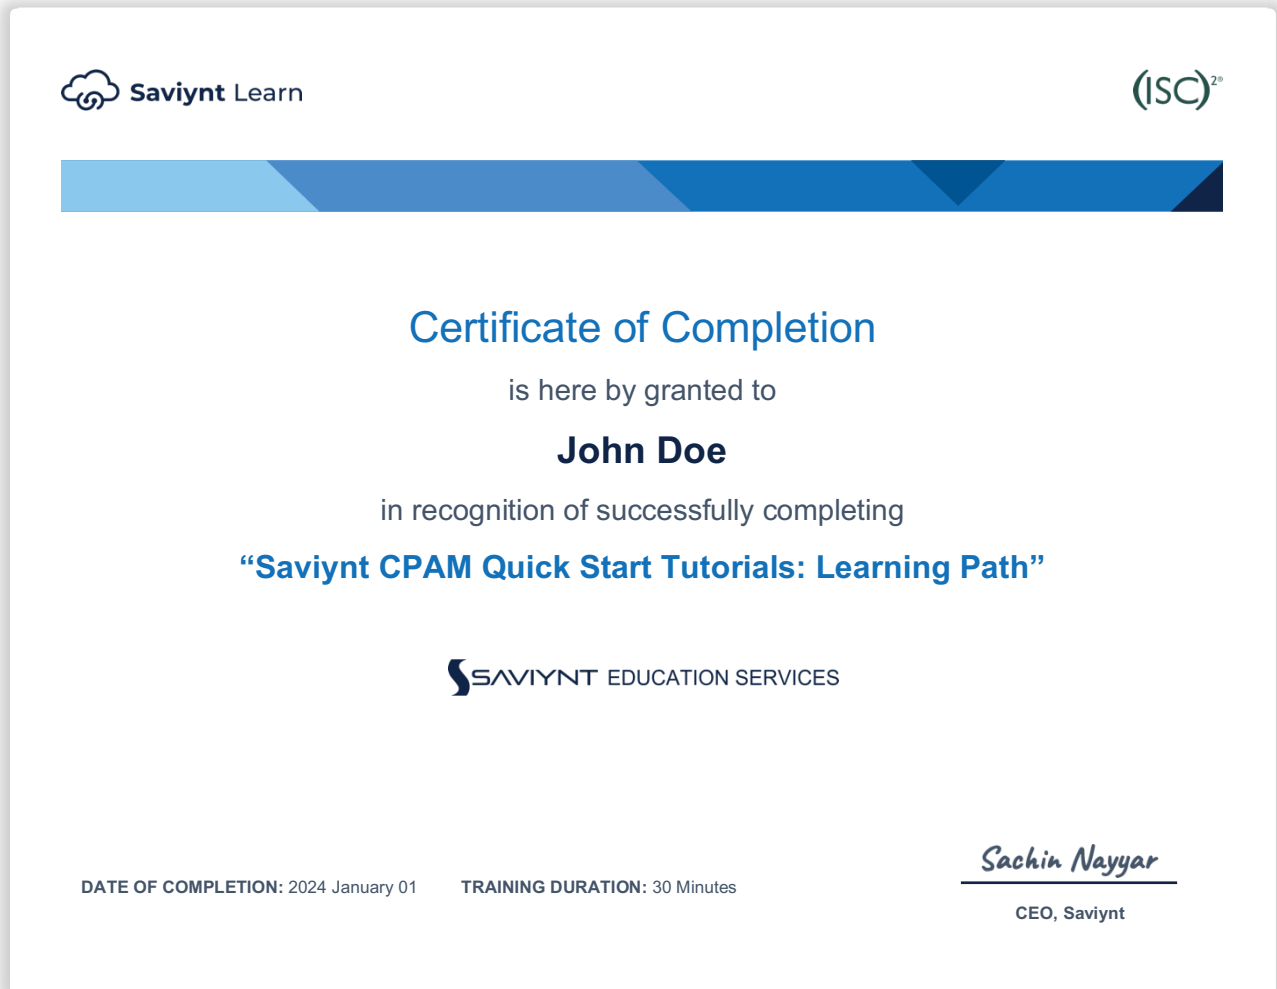 Saviynt Learn
(ISC)²®
Certificate of Completion
is here by granted to
John Doe
in recognition of successfully completing
“Saviynt CPAM Quick Start Tutorials: Learning Path”
SAVIYNT EDUCATION SERVICES
Sachin Nayyar
DATE OF COMPLETION: 2024 January 01 TRAINING DURATION: 30 Minutes
CEO, Saviynt